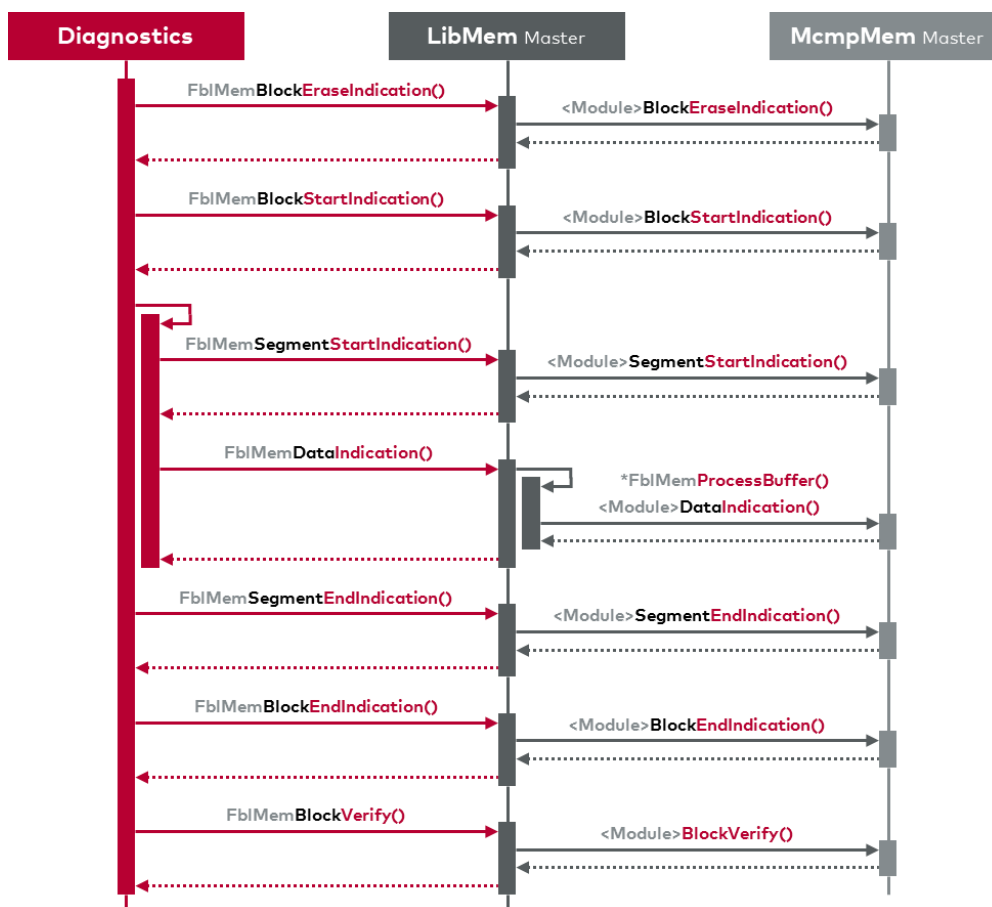 Diagnostics
LibMem Master
McmpMem Master
FblMemBlockEraseIndication()
<Module>BlockEraseIndication()
FblMemBlockStartIndication()
<Module>BlockStartIndication()
FblMemSegmentStartIndication()
<Module>SegmentStartIndication()
FblMemDataIndication()
*FblMemProcessBuffer()
<Module>DataIndication()
FblMemSegmentEndIndication()
<Module>SegmentEndIndication()
FblMemBlockEndIndication()
<Module>BlockEndIndication()
FblMemBlockVerify()
<Module>BlockVerify()